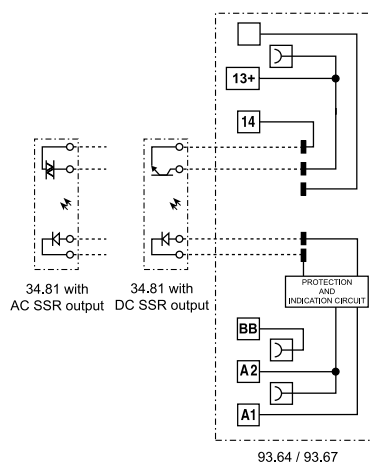 13+
14
PROTECTION
AND
INDICATION CIRCUIT
34.81 with
AC SSR output
34.81 with
DC SSR output
BB
A2
A1
93.64 / 93.67